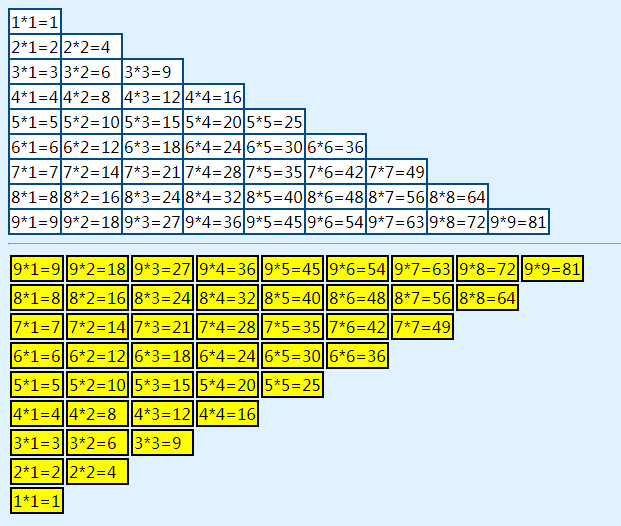 1*1=1
2*1=2 2*2=4
3*1=3 3*2=6 3*3=9
4*1=4 4*2=8 4*3=12 4*4=16
5*1=5 5*2=10 5*3=15 5*4=20 5*5=25
6*1=6 6*2=12 6*3=18 6*4=24 6*5=30 6*6=36
7*1=7 7*2=14 7*3=21 7*4=28 7*5=35 7*6=42 7*7=49
8*1=8 8*2=16 8*3=24 8*4=32 8*5=40 8*6=48 8*7=56 8*8=64
9*1=9 9*2=18 9*3=27 9*4=36 9*5=45 9*6=54 9*7=63 9*8=72 9*9=81
9*1=9 9*2=18 9*3=27 9*4=36 9*5=45 9*6=54 9*7=63 9*8=72 9*9=81
8*1=8 8*2=16 8*3=24 8*4=32 8*5=40 8*6=48 8*7=56 8*8=64
7*1=7 7*2=14 7*3=21 7*4=28 7*5=35 7*6=42 7*7=49
6*1=6 6*2=12 6*3=18 6*4=24 6*5=30 6*6=36
5*1=5 5*2=10 5*3=15 5*4=20 5*5=25
4*1=4 4*2=8 4*3=12 4*4=16
3*1=3 3*2=6 3*3=9
2*1=2 2*2=4
1*1=1